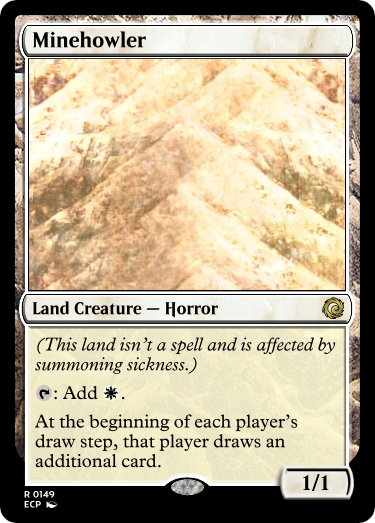 Minehowler
Land Creature — Horror
(This land isn't a spell and is affected by
summoning sickness.)
: Add .
At the beginning of each player's
draw step, that player draws an
additional card.
1/1
R 0149
ECP